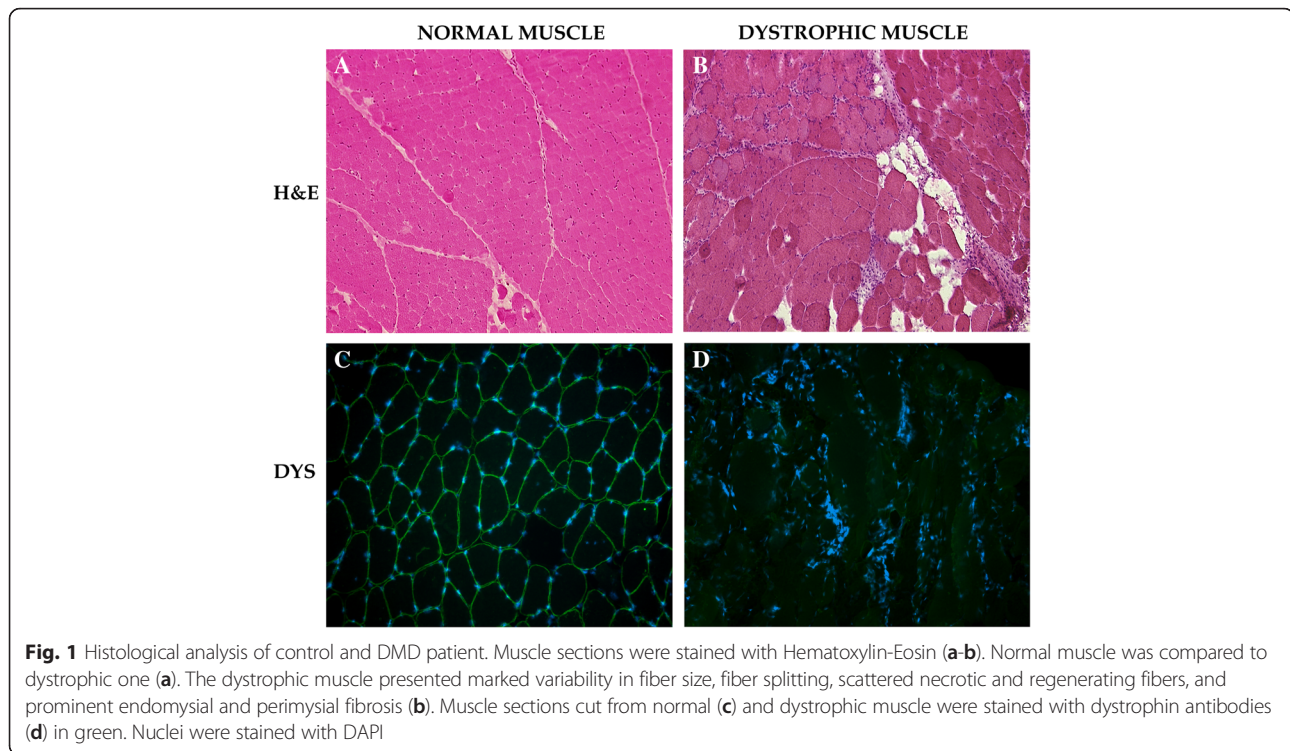 NORMAL MUSCLE
DYSTROPHIC MUSCLE
A
B
H&E
C
D
DYS
Fig. 1 Histological analysis of control and DMD patient. Muscle sections were stained with Hematoxylin-Eosin (a-b). Normal muscle was compared to
dystrophic one (a). The dystrophic muscle presented marked variability in fiber size, fiber splitting, scattered necrotic and regenerating fibers, and
prominent endomysial and perimysial fibrosis (b). Muscle sections cut from normal (c) and dystrophic muscle were stained with dystrophin antibodies
(d) in green. Nuclei were stained with DAPI